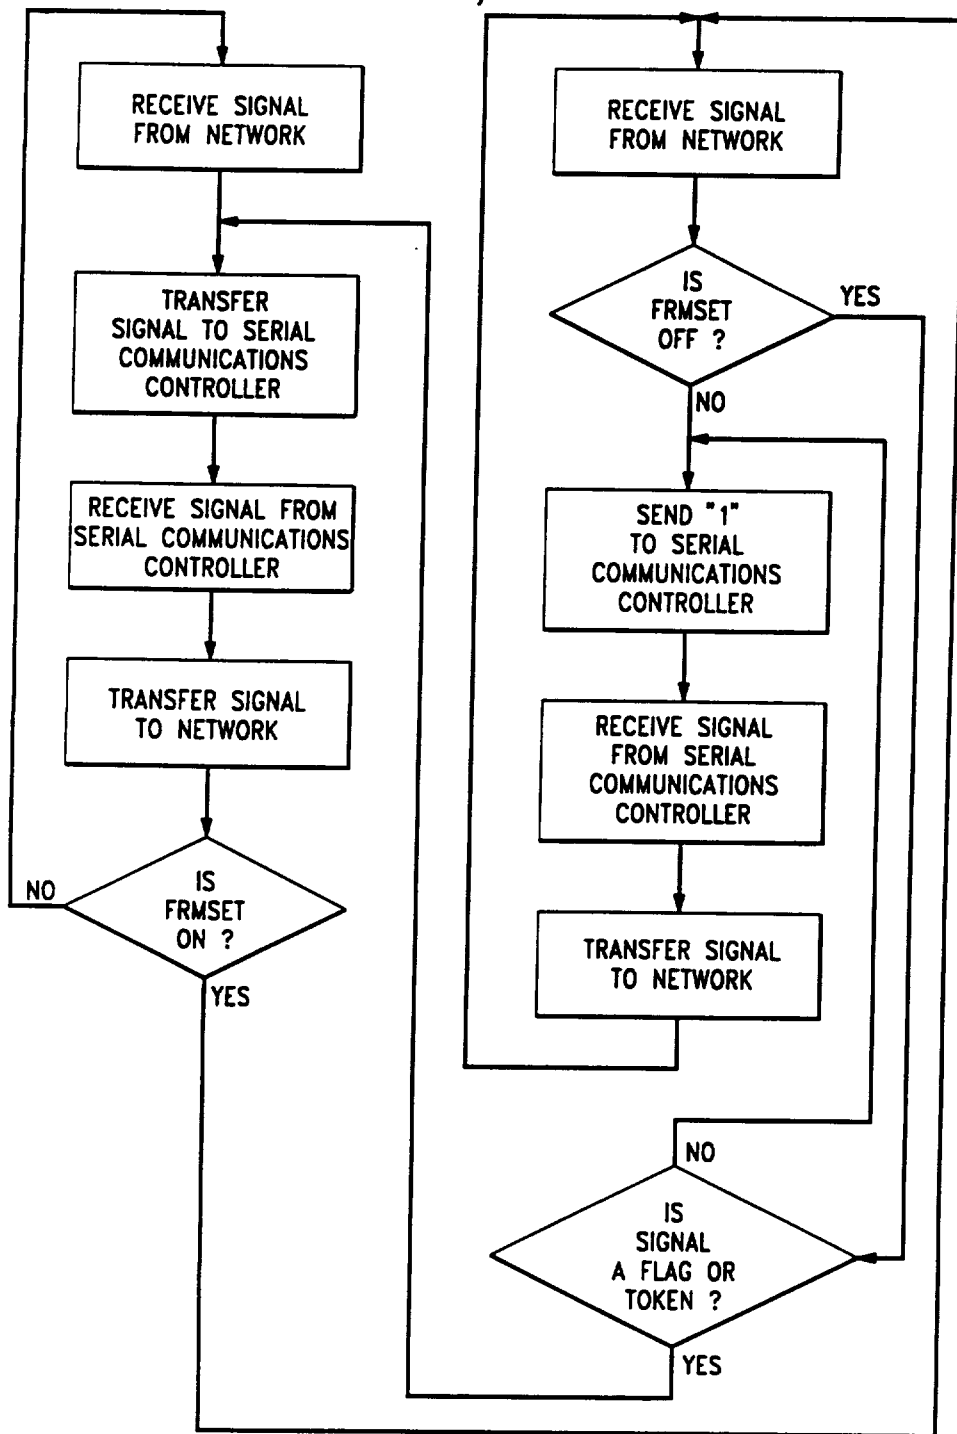 RECEIVE SIGNAL
FROM NETWORK
TRANSFER
SIGNAL TO SERIAL
COMMUNICATIONS
CONTROLLER
RECEIVE SIGNAL FROM
SERIAL COMMUNICATIONS
CONTROLLER
TRANSFER SIGNAL
TO NETWORK
IS
FRMSET
ON ?
NO
YES
RECEIVE SIGNAL
FROM NETWORK
IS
FRMSET
OFF ?
YES
NO
SEND "1"
TO SERIAL
COMMUNICATIONS
CONTROLLER
RECEIVE SIGNAL
FROM SERIAL
COMMUNICATIONS
CONTROLLER
TRANSFER SIGNAL
TO NETWORK
NO
IS
SIGNAL
A FLAG OR
TOKEN ?
YES